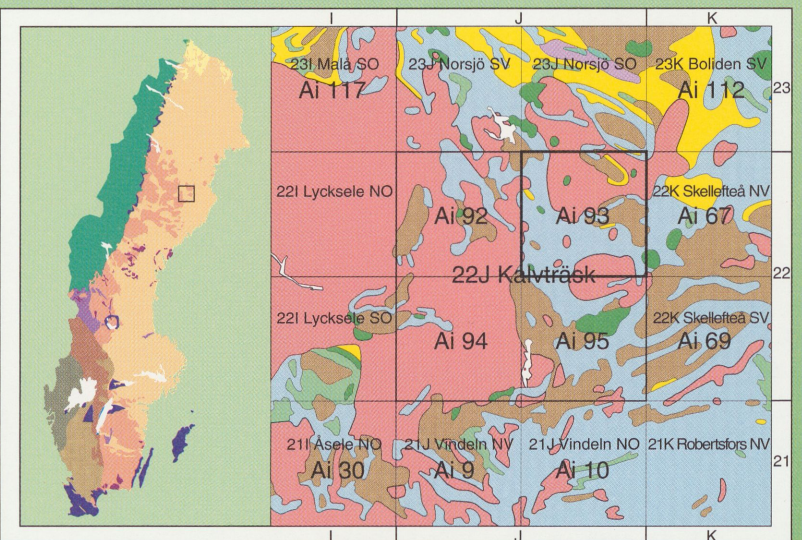 I J K
23I Malå SO 23J Norsjö SV 23J Norsjö SO 23K Boliden SV
Ai 117 Ai 112 23
22I Lycksele NO 22K Skellefteå NV
Ai 92 Ai 93 Ai 67
22J Kalvträsk 22
22I Lycksele SO 22K Skellefteå SV
Ai 94 Ai 95 Ai 69
21I Åsele NO 21J Vindeln NV 21J Vindeln NO 21K Robertsfors NV
Ai 30 Ai 9 Ai 10 21
I J K